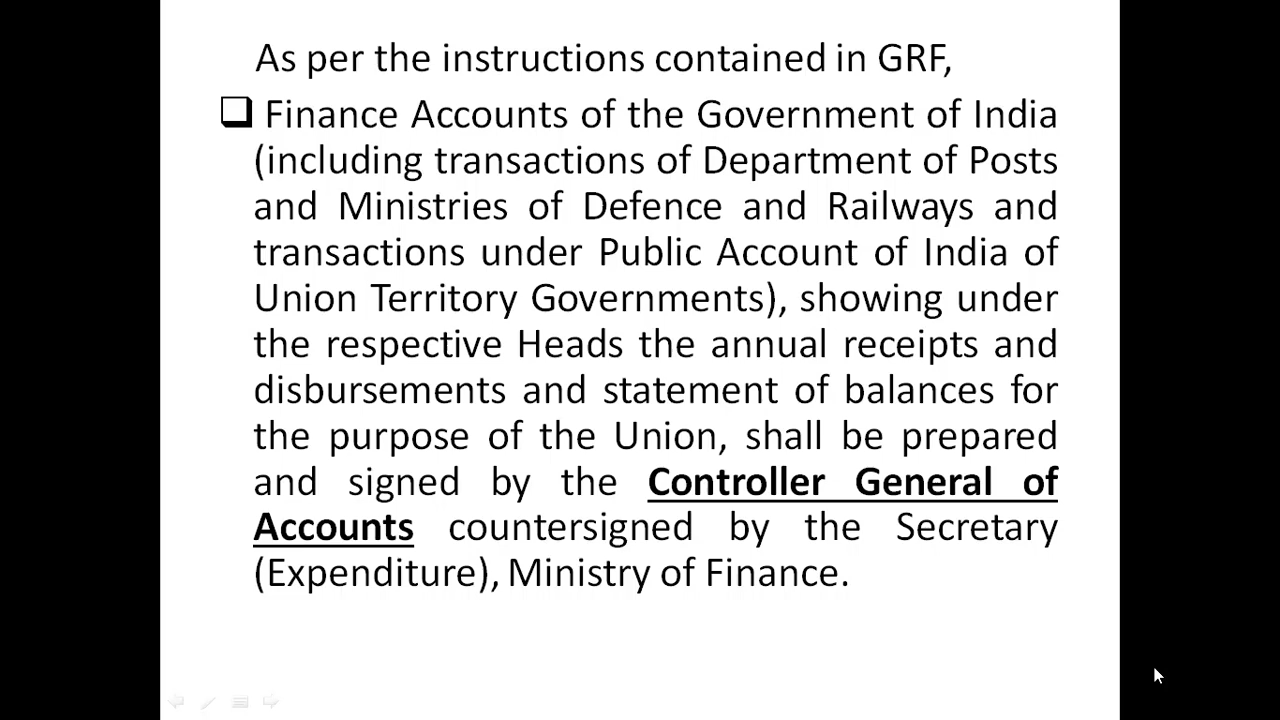 As per the instructions contained in GRF,
Finance Accounts of the Government of India
(including transactions of Department of Posts
and Ministries of Defence and Railways and
transactions under Public Account of India of
Union Territory Governments), showing under
the respective Heads the annual receipts and
disbursements and statement of balances for
the purpose of the Union, shall be prepared
and signed by the Controller General of
Accounts countersigned by the Secretary
(Expenditure), Ministry of Finance.